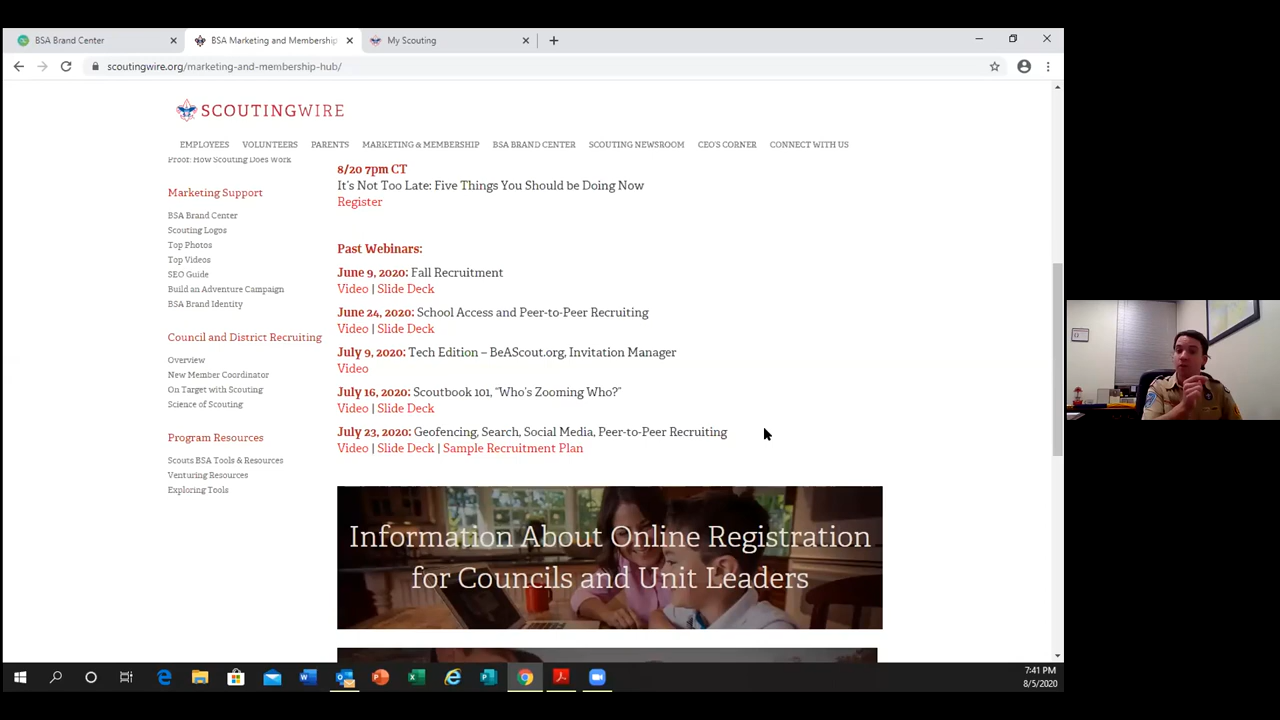 BSA Brand Center
BSA Marketing and Membership
My Scouting
scoutingwire.org/marketing-and-membership-hub/
SCOUTINGWIRE
EMPLOYEES VOLUNTEERS PARENTS MARKETING & MEMBERSHIP BSA BRAND CENTER SCOUTING NEWSROOM CEO'S CORNER CONNECT WITH US
Proof: How Scouting Does Work
Marketing Support
BSA Brand Center
Scouting Logos
Top Photos
Top Videos
SEO Guide
Build an Adventure Campaign
BSA Brand Identity
Council and District Recruiting
Overview
New Member Coordinator
On Target with Scouting
Science of Scouting
Program Resources
Scouts BSA Tools & Resources
Venturing Resources
Exploring Tools
8/20 7pm CT
It's Not Too Late: Five Things You Should be Doing Now
Register
Past Webinars:
June 9, 2020: Fall Recruitment
Video | Slide Deck
June 24, 2020: School Access and Peer-to-Peer Recruiting
Video | Slide Deck
July 9, 2020: Tech Edition – BeAScout.org, Invitation Manager
Video
July 16, 2020: Scoutbook 101, "Who's Zooming Who?"
Video | Slide Deck
July 23, 2020: Geofencing, Search, Social Media, Peer-to-Peer Recruiting
Video | Slide Deck | Sample Recruitment Plan
Information About Online Registration
for Councils and Unit Leaders
7:41 PM
8/5/2020